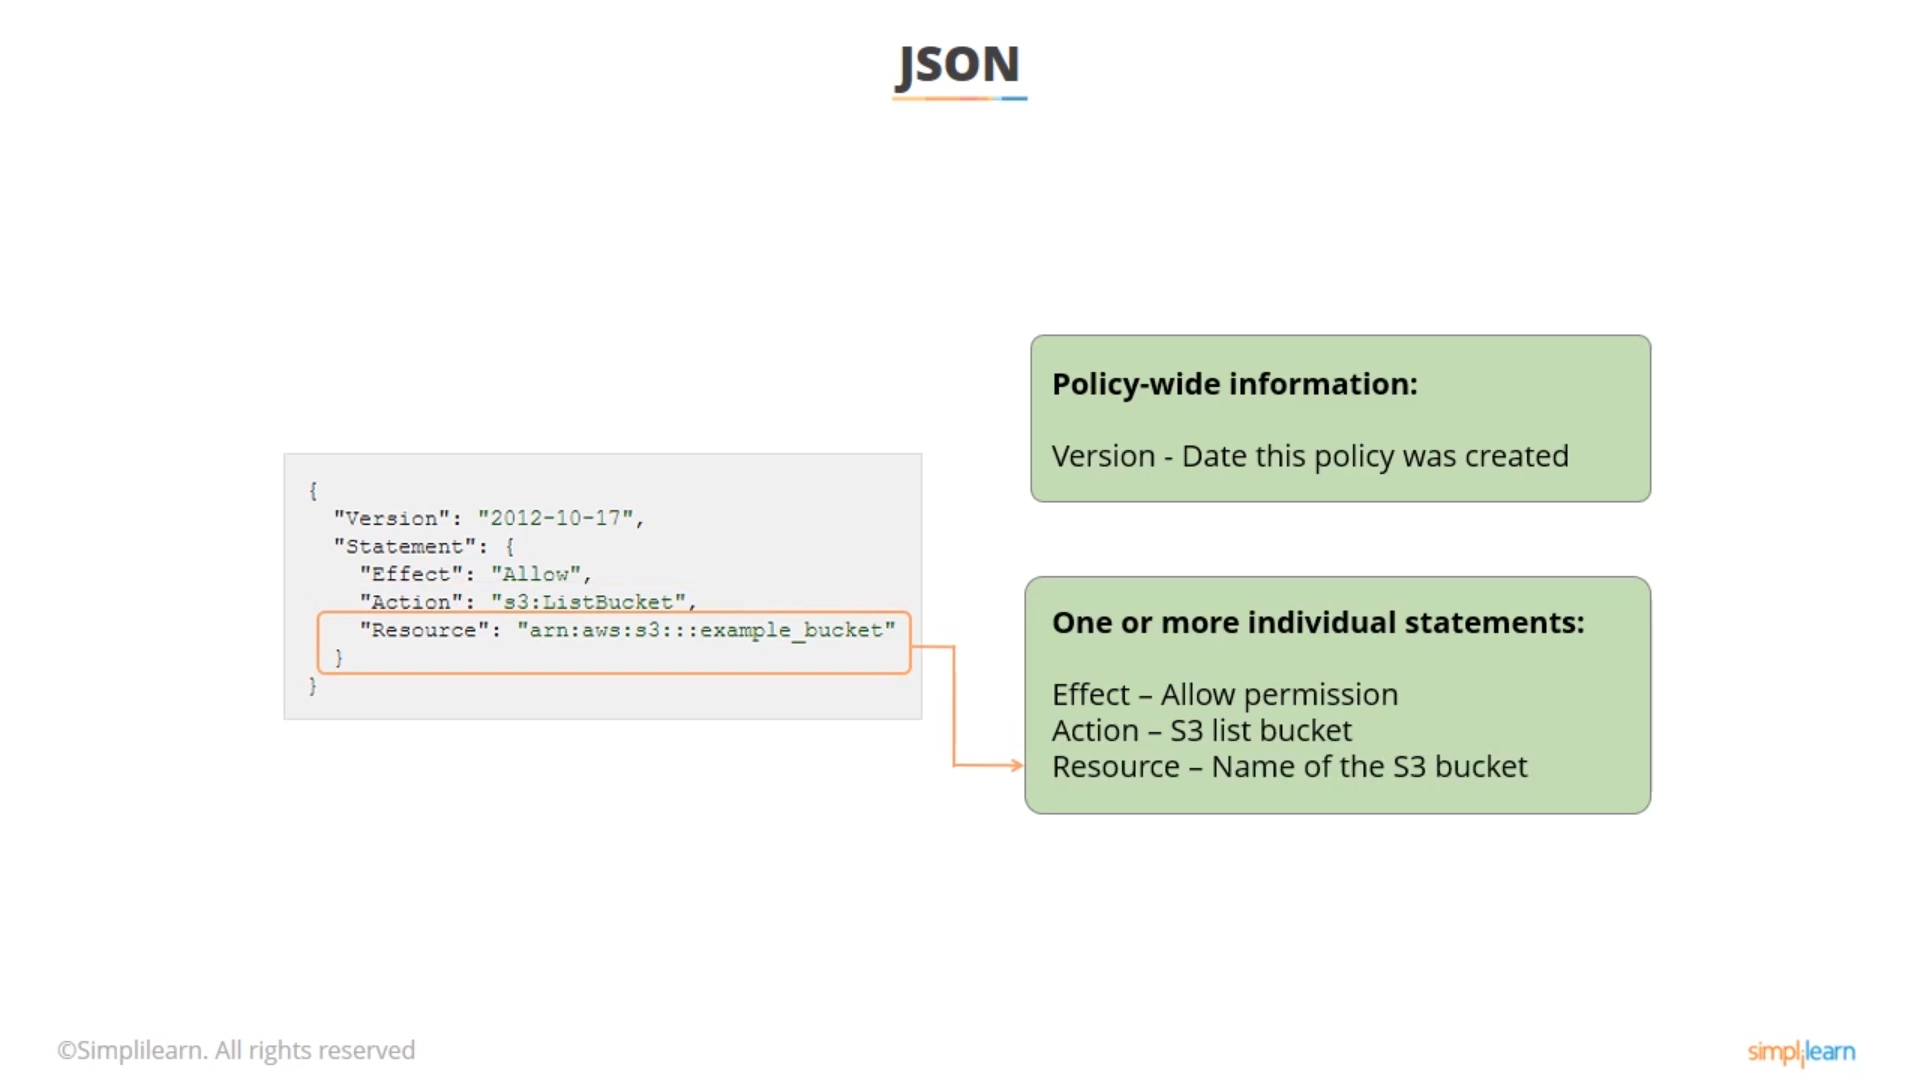 JSON
{
"Version": "2012-10-17",
"Statement": {
"Effect": "Allow",
"Action": "s3:ListBucket",
"Resource": "arn:aws:s3:::example_bucket"
}
}
Policy-wide information:
Version - Date this policy was created
One or more individual statements:
Effect – Allow permission
Action – S3 list bucket
Resource – Name of the S3 bucket
©Simplilearn. All rights reserved
simplilearn